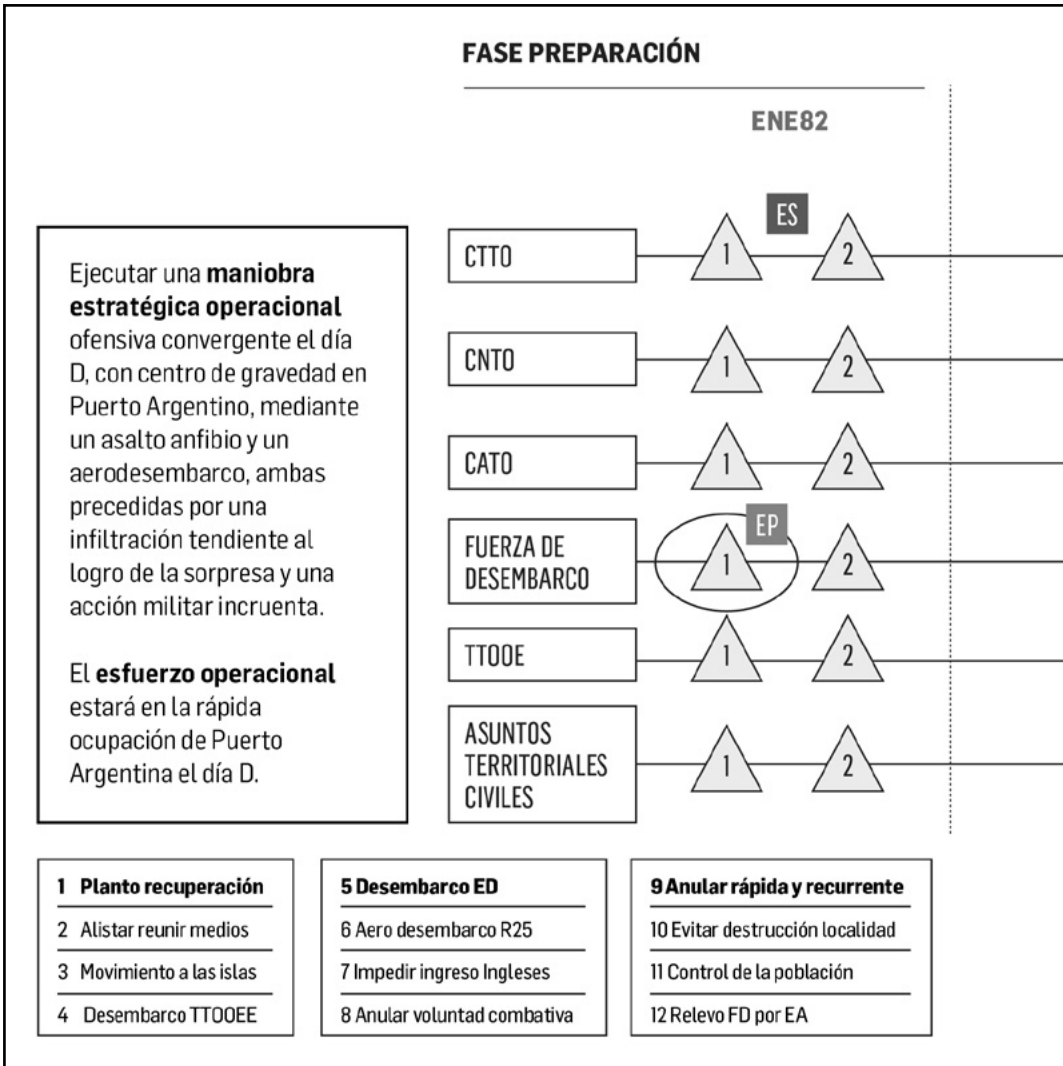 FASE PREPARACIÓN
ENE82
Ejecutar una maniobra
estratégica operacional
ofensiva convergente el día
D, con centro de gravedad en
Puerto Argentino, mediante
un asalto anfibio y un
aerodesembarco, ambas
precedidas por una
infiltración tendiente al
logro de la sorpresa y una
acción militar incruenta.
El esfuerzo operacional
estará en la rápida
ocupación de Puerto
Argentina el día D.
ES
CTTO
1 2
CNTO
1 2
CATO
1 2
EP
FUERZA DE
DESEMBARCO
1 2
TTOOE
1 2
ASUNTOS
TERRITORIALES
CIVILES
1 2
1 Planto recuperación
2 Alistar reunir medios
3 Movimiento a las islas
4 Desembarco TTOOEE
5 Desembarco ED
6 Aero desembarco R25
7 Impedir ingreso Ingleses
8 Anular voluntad combativa
9 Anular rápida y recurrente
10 Evitar destrucción localidad
11 Control de la población
12 Relevo FD por EA